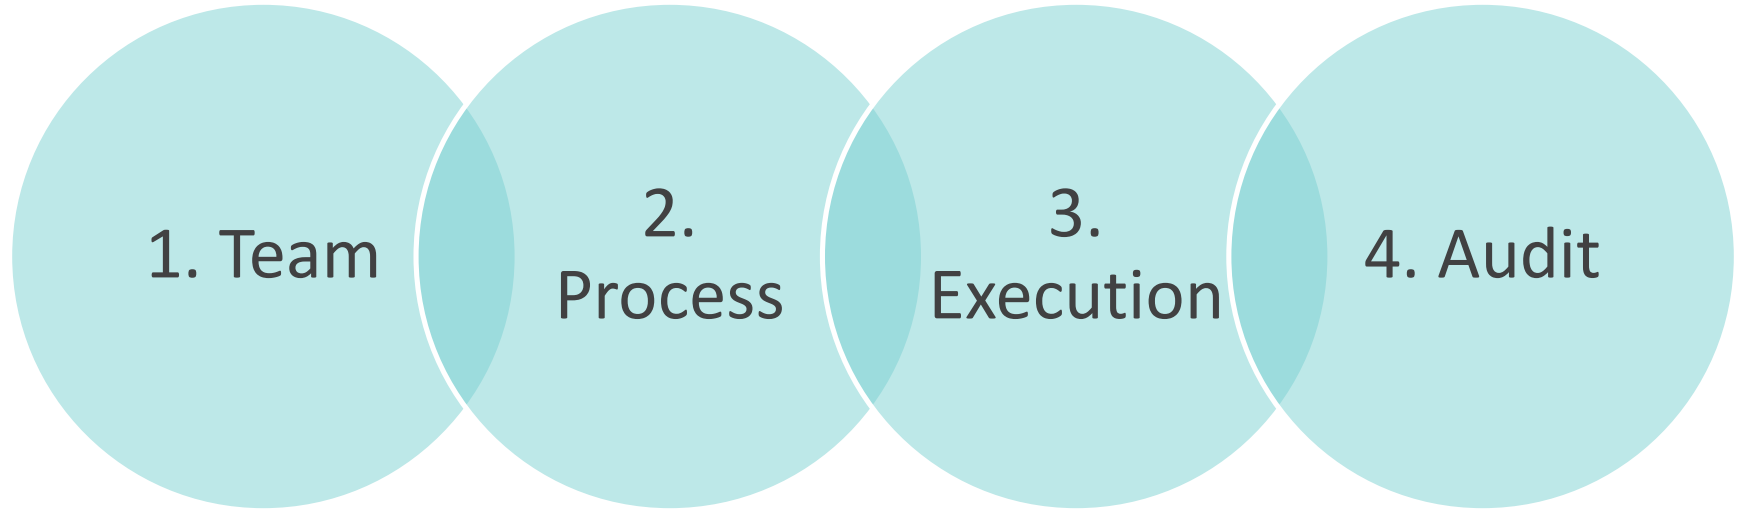 1. Team
2.
Process
3.
Execution
4. Audit